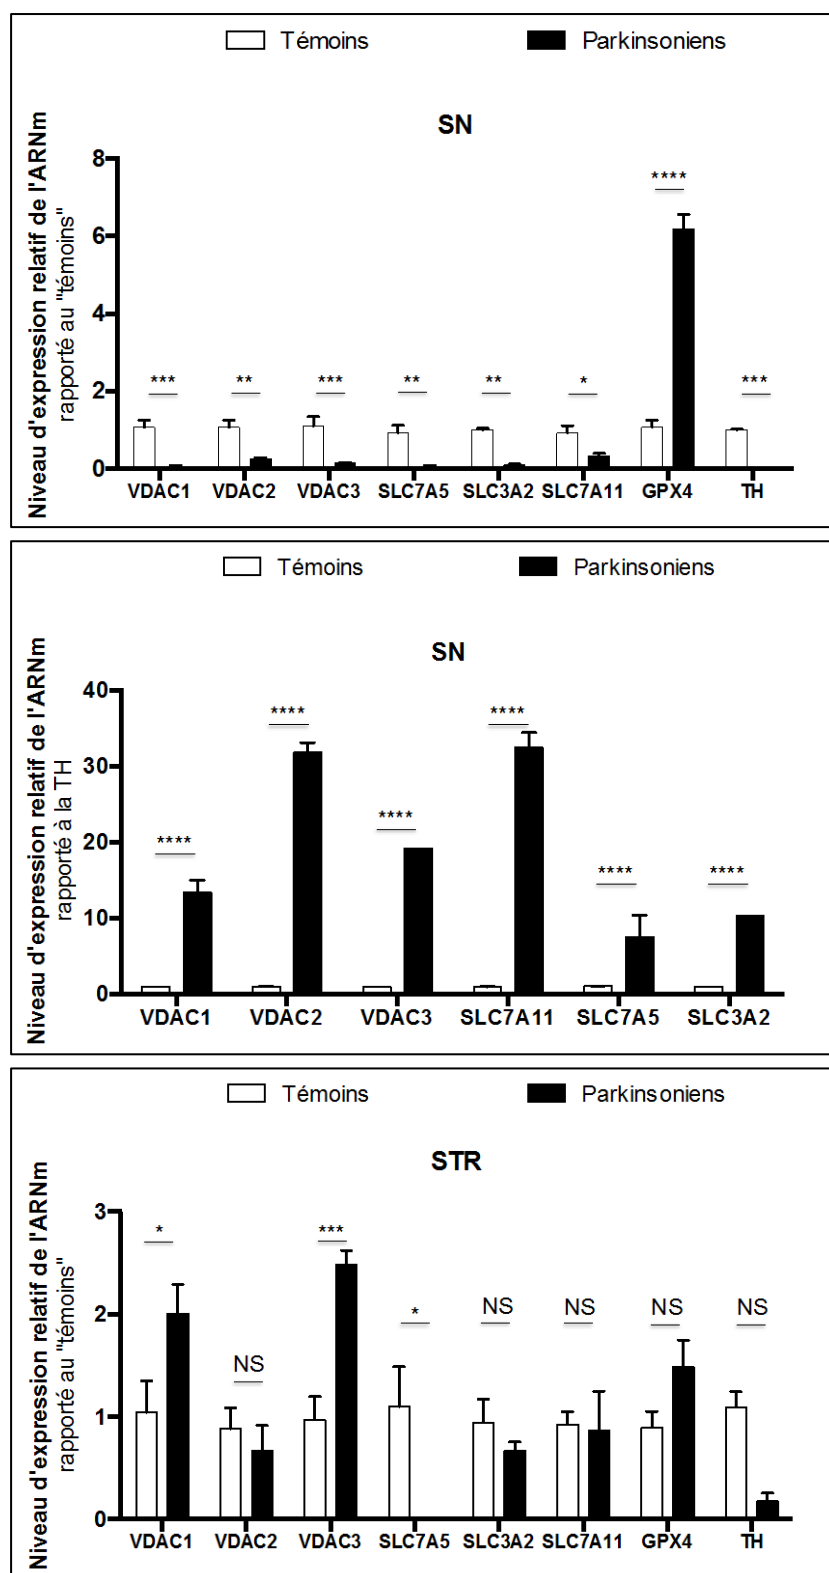 Témoins Parkinsoniens
SN
Niveau d'expression relatif de l'ARNm
rapporté au "témoins"
8
6
4
2
0
*** ** *** ** ** * **** ***
VDAC1 VDAC2 VDAC3 SLC7A5 SLC3A2 SLC7A11 GPX4 TH
Témoins Parkinsoniens
SN
Niveau d'expression relatif de l'ARNm
rapporté à la TH
40
30
20
10
0
**** **** **** **** **** ****
VDAC1 VDAC2 VDAC3 SLC7A11 SLC7A5 SLC3A2
Témoins Parkinsoniens
STR
Niveau d'expression relatif de l'ARNm
rapporté au "témoins"
3
2
1
0
* NS *** * NS NS NS NS
VDAC1 VDAC2 VDAC3 SLC7A5 SLC3A2 SLC7A11 GPX4 TH